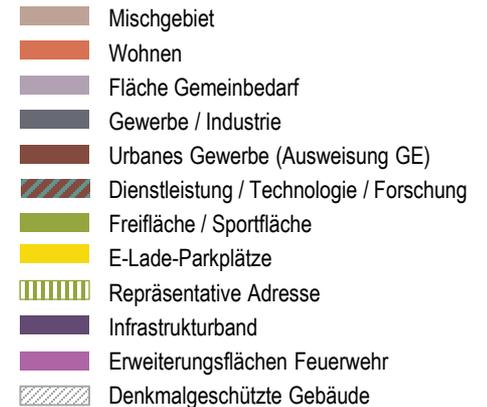 Mischgebiet
Wohnen
Fläche Gemeinbedarf
Gewerbe / Industrie
Urbanes Gewerbe (Ausweisung GE)
Dienstleistung / Technologie / Forschung
Freifläche / Sportfläche
E-Lade-Parkplätze
Repräsentative Adresse
Infrastrukturband
Erweiterungsflächen Feuerwehr
Denkmalgeschützte Gebäude